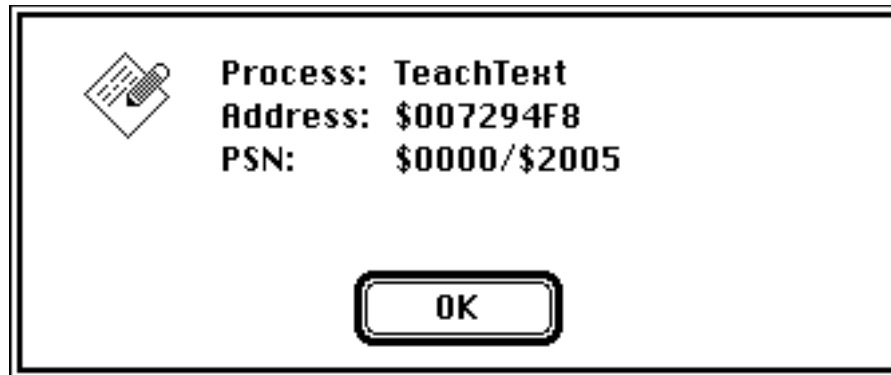 Process: TeachText
Address: $007294F8
PSN: $0000/$2005
OK